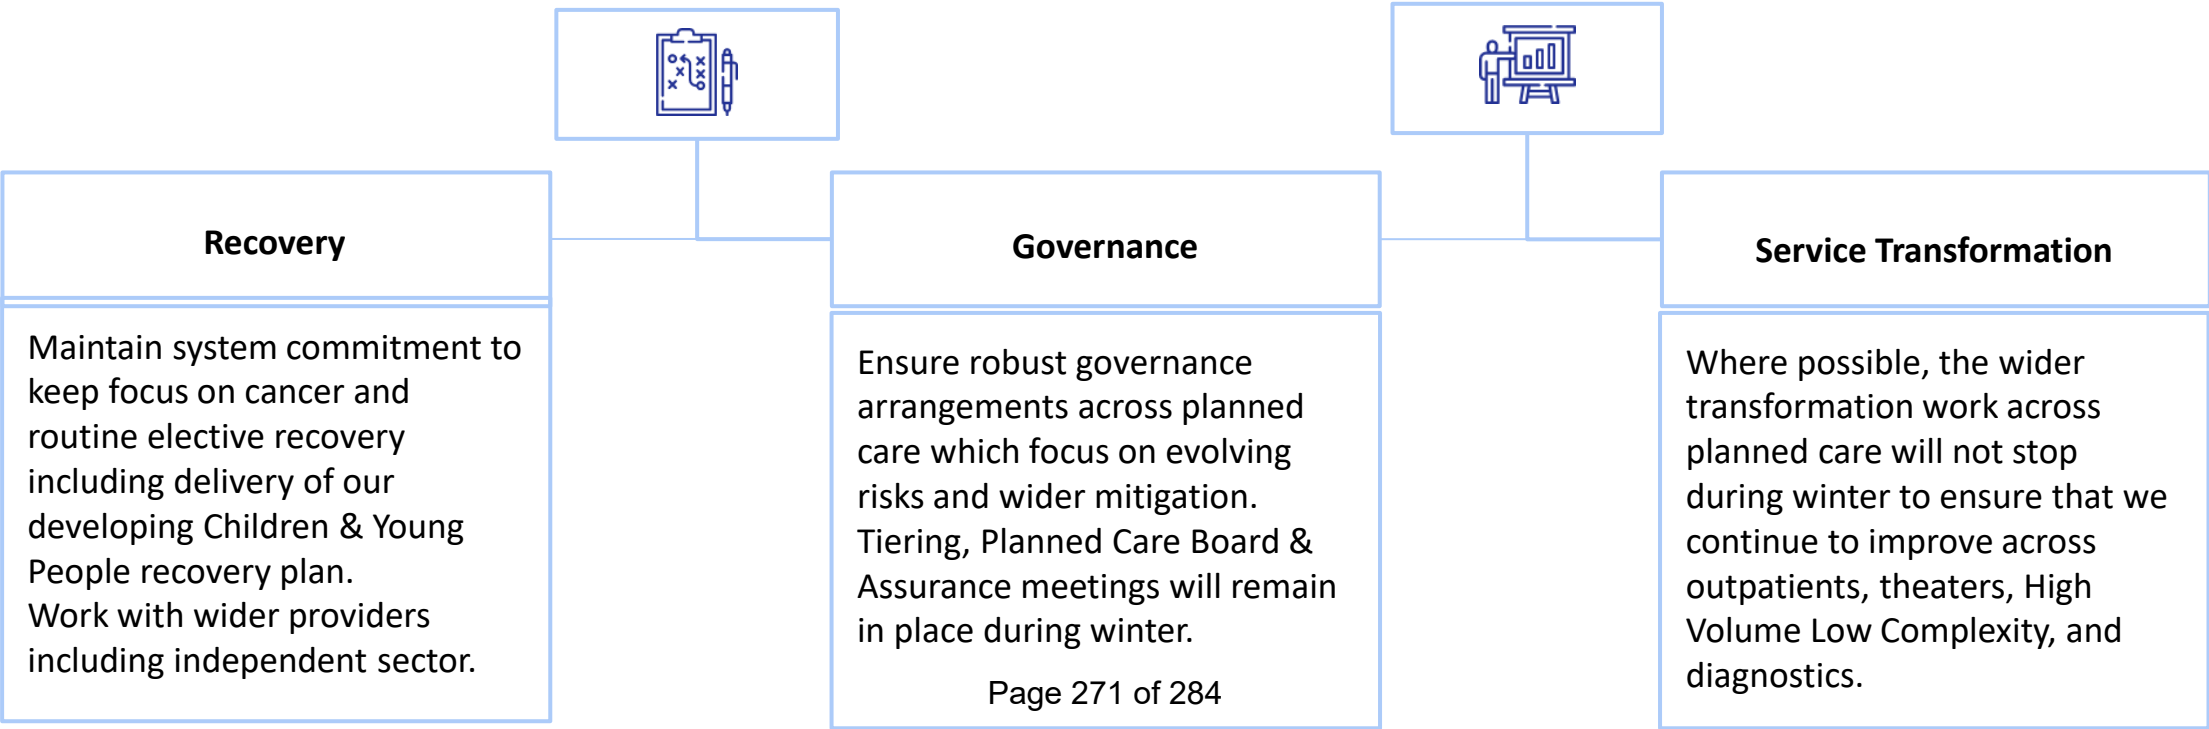 Recovery
Maintain system commitment to
keep focus on cancer and
routine elective recovery
including delivery of our
developing Children & Young
People recovery plan.
Work with wider providers
including independent sector.
Governance
Ensure robust governance
arrangements across planned
care which focus on evolving
risks and wider mitigation.
Tiering, Planned Care Board &
Assurance meetings will remain
in place during winter.
Page 271 of 284
Service Transformation
Where possible, the wider
transformation work across
planned care will not stop
during winter to ensure that we
continue to improve across
outpatients, theaters, High
Volume Low Complexity, and
diagnostics.